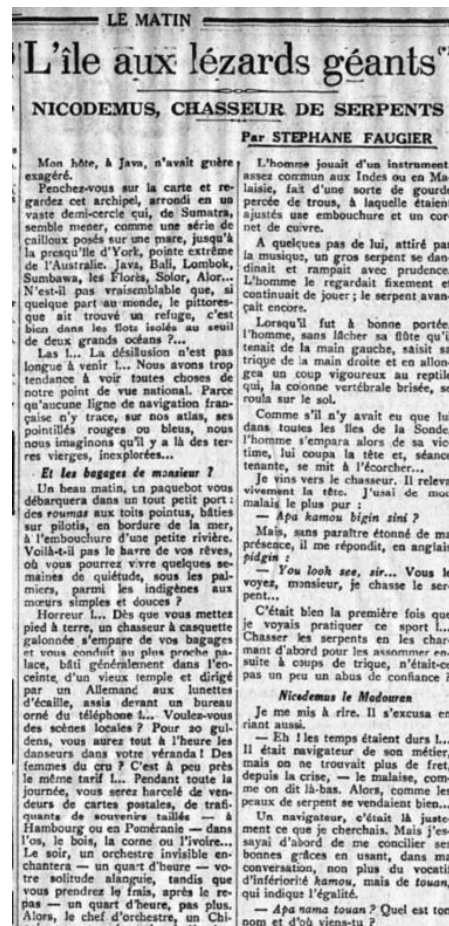 LE MATIN
L'île aux lézards géants
NICODEMUS, CHASSEUR DE SERPENTS
Par STEPHANE FAUGIER
Mon hôte, à Java, n'avait guère
exagéré.
Penchez-vous sur la carte et re-
gardez cet archipel, arrondi en un
vaste demi-cercle qui, de Sumatra,
semble mener, comme une série de
cailloux posés sur une mare, jusqu'à
la presqu'île d'York, pointe extrême
de l'Australie. Java, Bali, Lombok,
Sumbawa, les Florès, Solor, Alor...
N'est-il pas vraisemblable que, si
quelque part au monde, le pittores-
que ait trouvé un refuge, c'est
bien dans les flots isolés au seuil
de deux grands océans ?...
Las !... La désillusion n'est pas
longue à venir !... Nous avons trop
tendance à voir toutes choses de
notre point de vue national. Parce
qu'aucune ligne de navigation fran-
çaise n'y trace, sur nos atlas, ses
pointillés rouges ou bleus, nous
nous imaginons qu'il y a là des ter-
res vierges, inexplorées...
Et les bagages de monsieur ?
Un beau matin, un paquebot vous
débarquera dans un tout petit port :
des roumas aux toits pointus, bâties
sur pilotis, en bordure de la mer,
à l'embouchure d'une petite rivière.
Voilà-t-il pas le havre de vos rêves,
où vous pourrez vivre quelques se-
maines de quiétude, sous les pal-
miers, parmi les indigènes aux
mœurs simples et douces ?
Horreur !... Dès que vous mettez
pied à terre, un chasseur à casquette
galonnée s'empare de vos bagages
et vous conduit au plus proche pa-
lace, bâti généralement dans l'en-
ceinte d'un vieux temple et dirigé
par un Allemand aux lunettes
d'écaille, assis devant un bureau
orné du téléphone !... Voulez-vous
des scènes locales ? Pour 20 gul-
dens, vous aurez tout à l'heure les
danseurs dans votre véranda ! Des
femmes du cru ? C'est à peu près
le même tarif !... Pendant toute la
journée, vous serez harcelé de ven-
deurs de cartes postales, de trafi-
quants de souvenirs taillés — à
Hambourg ou en Poméranie — dans
l'os, le bois, la corne ou l'ivoire...
Le soir, un orchestre invisible en-
chantera — un quart d'heure — vo-
tre solitude alanguie, tandis que
vous prendrez le frais, après le re-
pas — un quart d'heure, pas plus.
Alors, le chef d'orchestre, un Chi-
L'homme jouait d'un instrument
assez commun aux Indes ou en Ma-
laisie, fait d'une sorte de gourde
percée de trous, à laquelle étaient
ajustés une embouchure et un cor-
net de cuivre.
A quelques pas de lui, attiré par
la musique, un gros serpent se dan-
dinait et rampait avec prudence.
L'homme le regardait fixement et
continuait de jouer ; le serpent avan-
çait encore.
Lorsqu'il fut à bonne portée,
l'homme, sans lâcher sa flûte qu'il
tenait de la main gauche, saisit sa
trique de la main droite et en allon-
gea un coup vigoureux au reptile
qui, la colonne vertébrale brisée, se
roula sur le sol.
Comme s'il n'y avait eu que lui
dans toutes les îles de la Sonde,
l'homme s'empara alors de sa vic-
time, lui coupa la tête et, séance
tenante, se mit à l'écorcher...
Je vins vers le chasseur. Il releva
vivement la tête. J'usai de mon
malais le plus pur :
— Apa kamou bigin sini ?
Mais, sans paraître étonné de ma
présence, il me répondit, en anglais
pidgin :
— You look see, sir... Vous le
voyez, monsieur, je chasse le ser-
pent...
C'était bien la première fois que
je voyais pratiquer ce sport !...
Chasser les serpents en les char-
mant d'abord pour les assommer en-
suite à coups de trique, n'était-ce
pas un peu un abus de confiance ?
Nicodemus le Madouran
Je me mis à rire. Il s'excusa en
riant aussi.
— Eh ! les temps étaient durs !...
Il était navigateur de son métier,
mais on ne trouvait plus de fret,
depuis la crise, — le malaise, com-
me on dit là-bas. Alors, comme les
peaux de serpent se vendaient bien...
Un navigateur, c'était là juste-
ment ce que je cherchais. Mais j'es-
sayai d'abord de me concilier ses
bonnes grâces en usant, dans ma
conversation, non plus du vocatif
d'infériorité kamou, mais de touan,
qui indique l'égalité.
— Apa nama touan ? Quel est ton
nom et d'où viens-tu ?